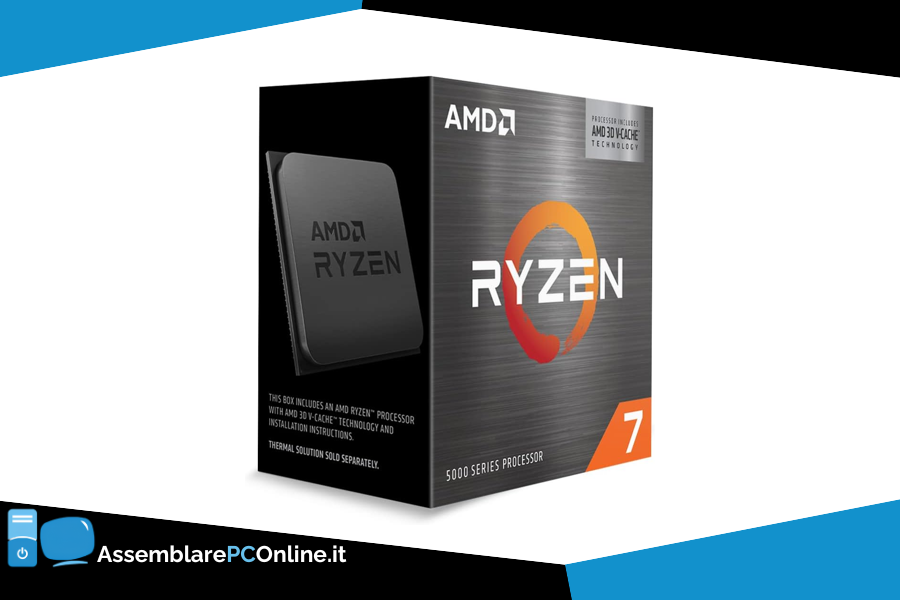 AMD
PROCESSOR INCLUDES
AMD 3D V-CACHE™
TECHNOLOGY
AMD
RYZEN
RYZEN
THIS BOX INCLUDES AN AMD RYZEN™ PROCESSOR
WITH AMD 3D V-CACHE™ TECHNOLOGY AND
INSTALLATION INSTRUCTIONS.
THERMAL SOLUTION SOLD SEPARATELY.
7
5000 SERIES PROCESSOR
AssemblarePCOnline.it